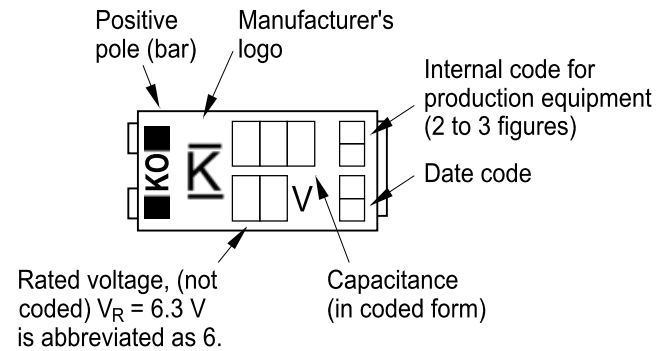 Positive
pole (bar)
Manufacturer's
logo
Internal code for
production equipment
(2 to 3 figures)
KO
K
V
Date code
Rated voltage, (not
coded) V_R = 6.3 V
is abbreviated as 6.
Capacitance
(in coded form)